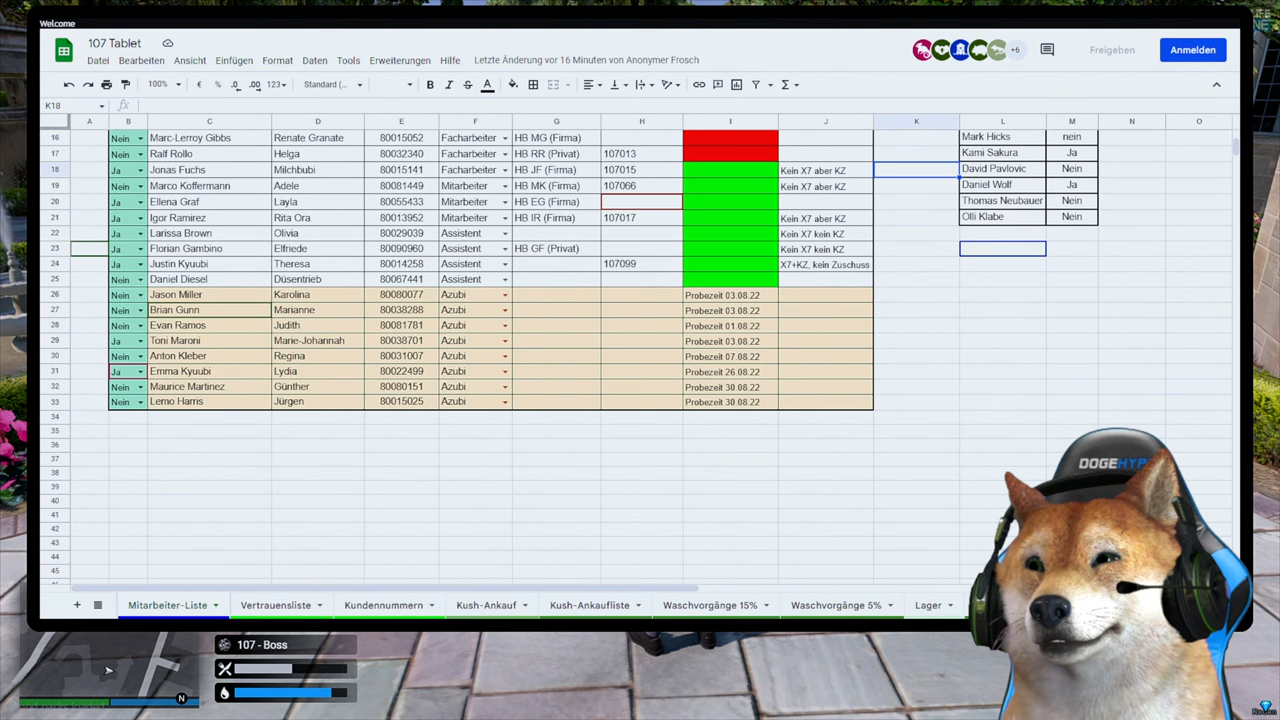 Welcome
107 Tablet
Datei Bearbeiten Ansicht Einfügen Format Daten Tools Erweiterungen Hilfe Letzte Änderung vor 16 Minuten von Anonymer Frosch
+6 Freigeben Anmelden
100% € % .0 .00 123 Standard (... B I S A
K18 fx
A B C D E F G H I J K L M N O
16 Nein Marc-Leroy Gibbs Renate Granate 80015052 Facharbeiter HB MG (Firma) Mark Hicks nein
17 Nein Ralf Rollo Helga 80032340 Facharbeiter HB RR (Privat) 107013 Kami Sakura Ja
18 Ja Jonas Fuchs Milchbubi 80015141 Facharbeiter HB JF (Firma) 107015 Kein X7 aber KZ David Pavlovic Nein
19 Nein Marco Koffermann Adele 80081449 Mitarbeiter HB MK (Firma) 107066 Kein X7 aber KZ Daniel Wolf Ja
20 Nein Ellena Graf Layla 80055433 Mitarbeiter HB EG (Firma) Thomas Neubauer Nein
21 Ja Igor Ramirez Rita Ora 80013952 Mitarbeiter HB IR (Firma) 107017 Kein X7 aber KZ Olli Klabe Nein
22 Ja Larissa Brown Olivia 80029039 Assistent Kein X7 kein KZ
23 Ja Florian Gambino Elfriede 80090960 Assistent HB GF (Privat) Kein X7 kein KZ
24 Ja Justin Kyuubi Theresa 80014258 Assistent 107099 X7+KZ, kein Zuschuss
25 Nein Daniel Diesel Düsentrieb 80067441 Assistent
26 Nein Jason Miller Karolina 80080077 Azubi Probezeit 03.08.22
27 Nein Brian Gunn Marianne 80038288 Azubi Probezeit 03.08.22
28 Nein Evan Ramos Judith 80081781 Azubi Probezeit 01.08.22
29 Ja Toni Maroni Marie-Johannah 80038701 Azubi Probezeit 03.08.22
30 Nein Anton Kleber Regina 80031007 Azubi Probezeit 07.08.22
31 Ja Emma Kyuubi Lydia 80022499 Azubi Probezeit 26.08.22
32 Nein Maurice Martinez Günther 80080151 Azubi Probezeit 30.08.22
33 Nein Lemo Harris Jürgen 80015025 Azubi Probezeit 30.08.22
34
35
36
37
38
39
40
41
42
43
44
45
Mitarbeiter-Liste Vertrauensliste Kundennummern Kush-Ankauf Kush-Ankaufliste Waschvorgänge 15% Waschvorgänge 5% Lager
DOGEHYPE
107 - Boss
N